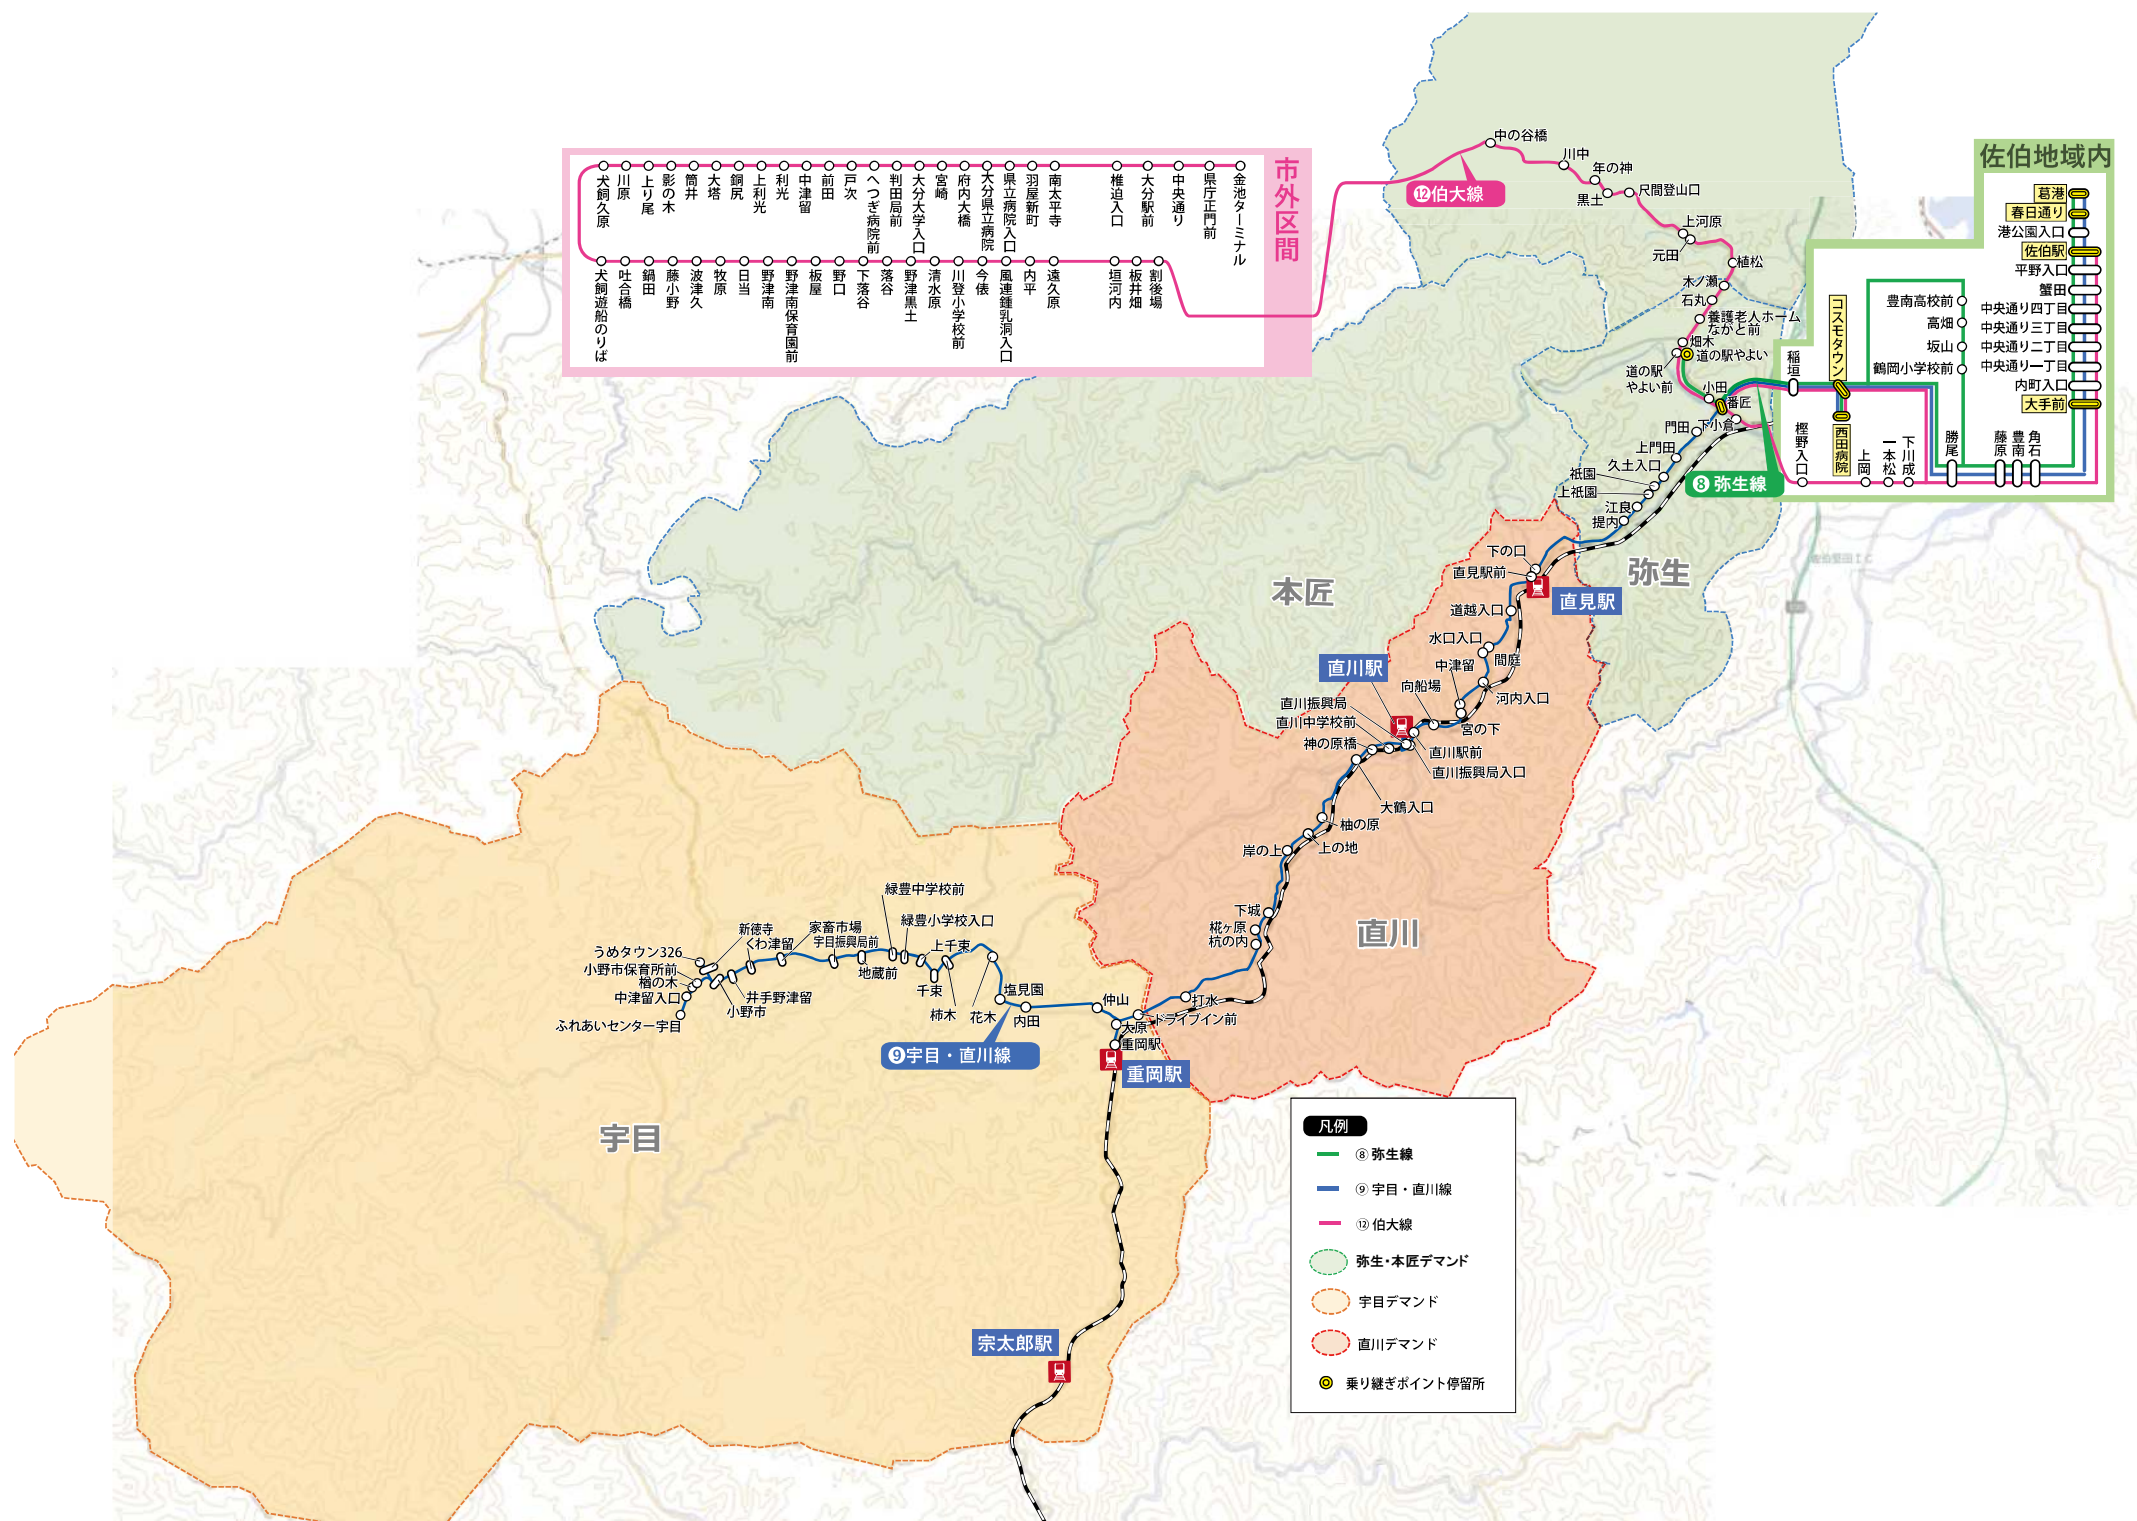 市外区間
犬飼久原
川原
上り尾
影の木
筒井
大塔
銅尻
上利光
利光
中津留
前田
戸次
へつぎ病院前
判田局前
大分大学入口
宮崎
府内大橋
大分県立病院
県立病院入口
羽屋新町
南太平寺
椎迫入口
大分駅前
中央通り
県庁正門前
金池ターミナル
犬飼遊船のりば
吐合橋
鍋田
藤小野
波津久
牧原
日当
野津南
野津南保育園前
板屋
野口
下落谷
落谷
野津黒土
清水原
川登小学校前
今俵
風連鍾乳洞入口
内平
遠久原
垣河内
板井畑
割後場
⑫伯大線
中の谷橋
川中
年の神
黒土
尺間登山口
上河原
元田
植松
木ノ瀬
石丸
養護老人ホーム
ながと前
畑木
道の駅やよい
道の駅
やよい前
小田
番匠
下小倉
門田
上門田
久土入口
祇園
上祇園
江良
提内
⑧弥生線
佐伯地域内
葛港
春日通り
港公園入口
佐伯駅
平野入口
蟹田
中央通り四丁目
中央通り三丁目
中央通り二丁目
中央通り一丁目
内町入口
大手前
豊南高校前
高畑
坂山
鶴岡小学校前
コスモタウン
稲垣
西田病院
樫野入口
上岡
一本松
下川成
勝尾
藤原
豊南
角石
弥生
本匠
下の口
直見駅前
直見駅
道越入口
水口入口
間庭
中津留
河内入口
向船場
宮の下
直川駅
直川振興局
直川中学校前
神の原橋
直川駅前
直川振興局入口
大鶴入口
柚の原
上の地
岸の上
直川
下城
椛ヶ原
杭の内
打水
ドライブイン前
仲山
大原
重岡駅
重岡駅
緑豊中学校前
緑豊小学校入口
家畜市場
宇目振興局前
上千束
新徳寺
くわ津留
うめタウン326
小野市保育所前
楢の木
中津留入口
ふれあいセンター宇目
小野市
井手野津留
地蔵前
千束
柿木
花木
塩見園
内田
⑨宇目・直川線
宇目
宗太郎駅
凡例
⑧ 弥生線
⑨ 宇目・直川線
⑫ 伯大線
弥生・本匠デマンド
宇目デマンド
直川デマンド
乗り継ぎポイント停留所